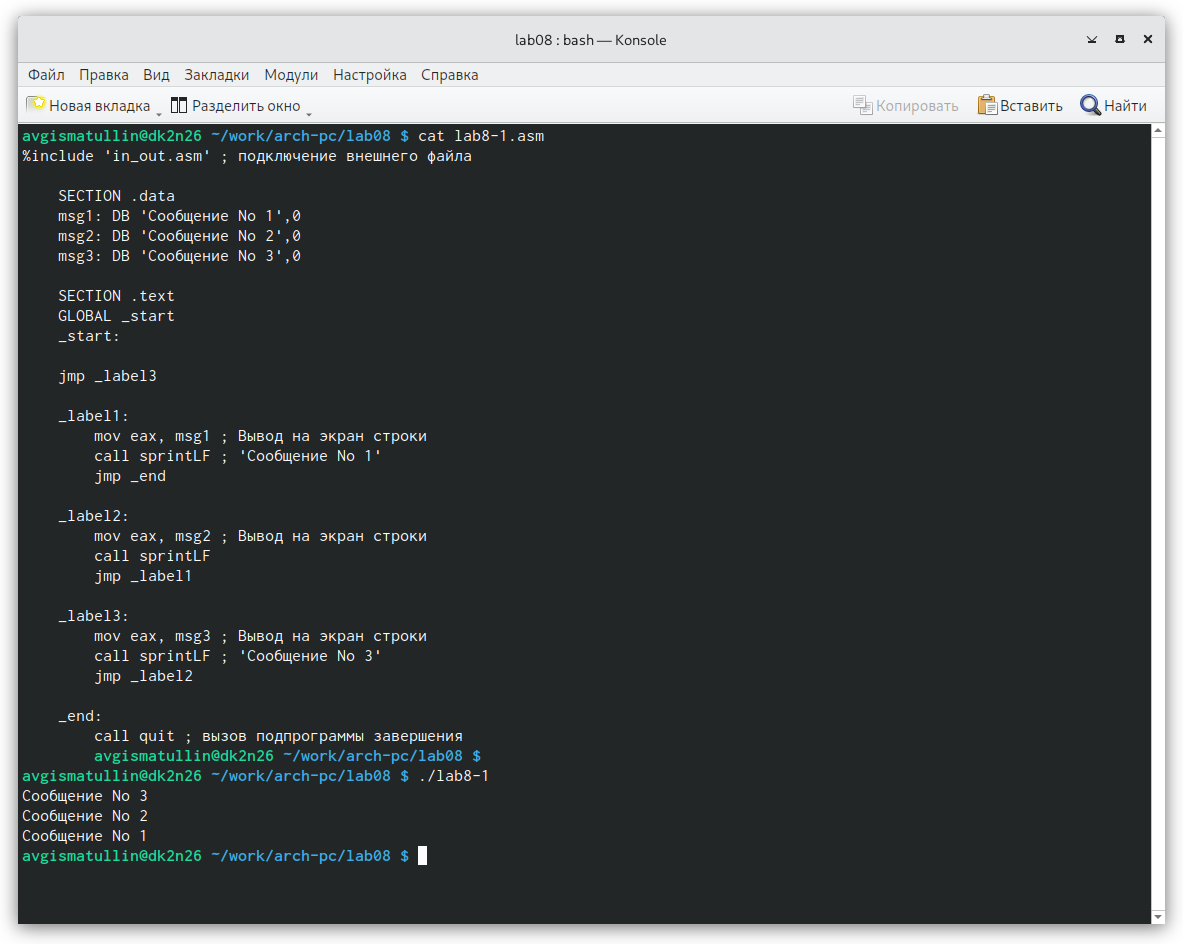 lab08 : bash — Konsole
Файл Правка Вид Закладки Модули Настройка Справка
Новая вкладка Разделить окно Копировать Вставить Найти
avgismatullin@dk2n26 ~/work/arch-pc/lab08 $ cat lab8-1.asm
%include 'in_out.asm' ; подключение внешнего файла
SECTION .data
msg1: DB 'Сообщение No 1',0
msg2: DB 'Сообщение No 2',0
msg3: DB 'Сообщение No 3',0
SECTION .text
GLOBAL _start
_start:
jmp _label3
_label1:
mov eax, msg1 ; Вывод на экран строки
call sprintLF ; 'Сообщение No 1'
jmp _end
_label2:
mov eax, msg2 ; Вывод на экран строки
call sprintLF
jmp _label1
_label3:
mov eax, msg3 ; Вывод на экран строки
call sprintLF ; 'Сообщение No 3'
jmp _label2
_end:
call quit ; вызов подпрограммы завершения
avgismatullin@dk2n26 ~/work/arch-pc/lab08 $
avgismatullin@dk2n26 ~/work/arch-pc/lab08 $ ./lab8-1
Сообщение No 3
Сообщение No 2
Сообщение No 1
avgismatullin@dk2n26 ~/work/arch-pc/lab08 $